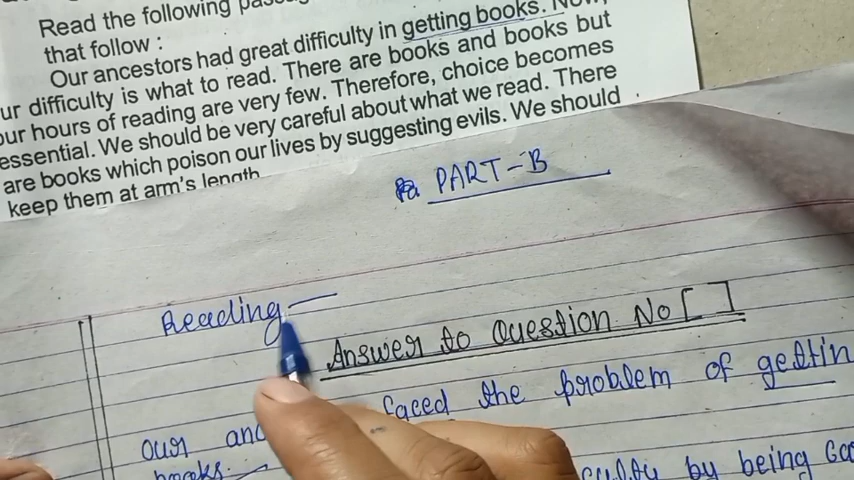 Read the following
that follow :
Our ancestors had great difficulty in getting books. Now,
ur difficulty is what to read. There are books and books but
our hours of reading are very few. Therefore, choice becomes
essential. We should be very careful about what we read. There
are books which poison our lives by suggesting evils. We should
keep them at arm's length
PART-B
Reading
Answer to Question No [ ]
our faced the problem of gettin
books. by being